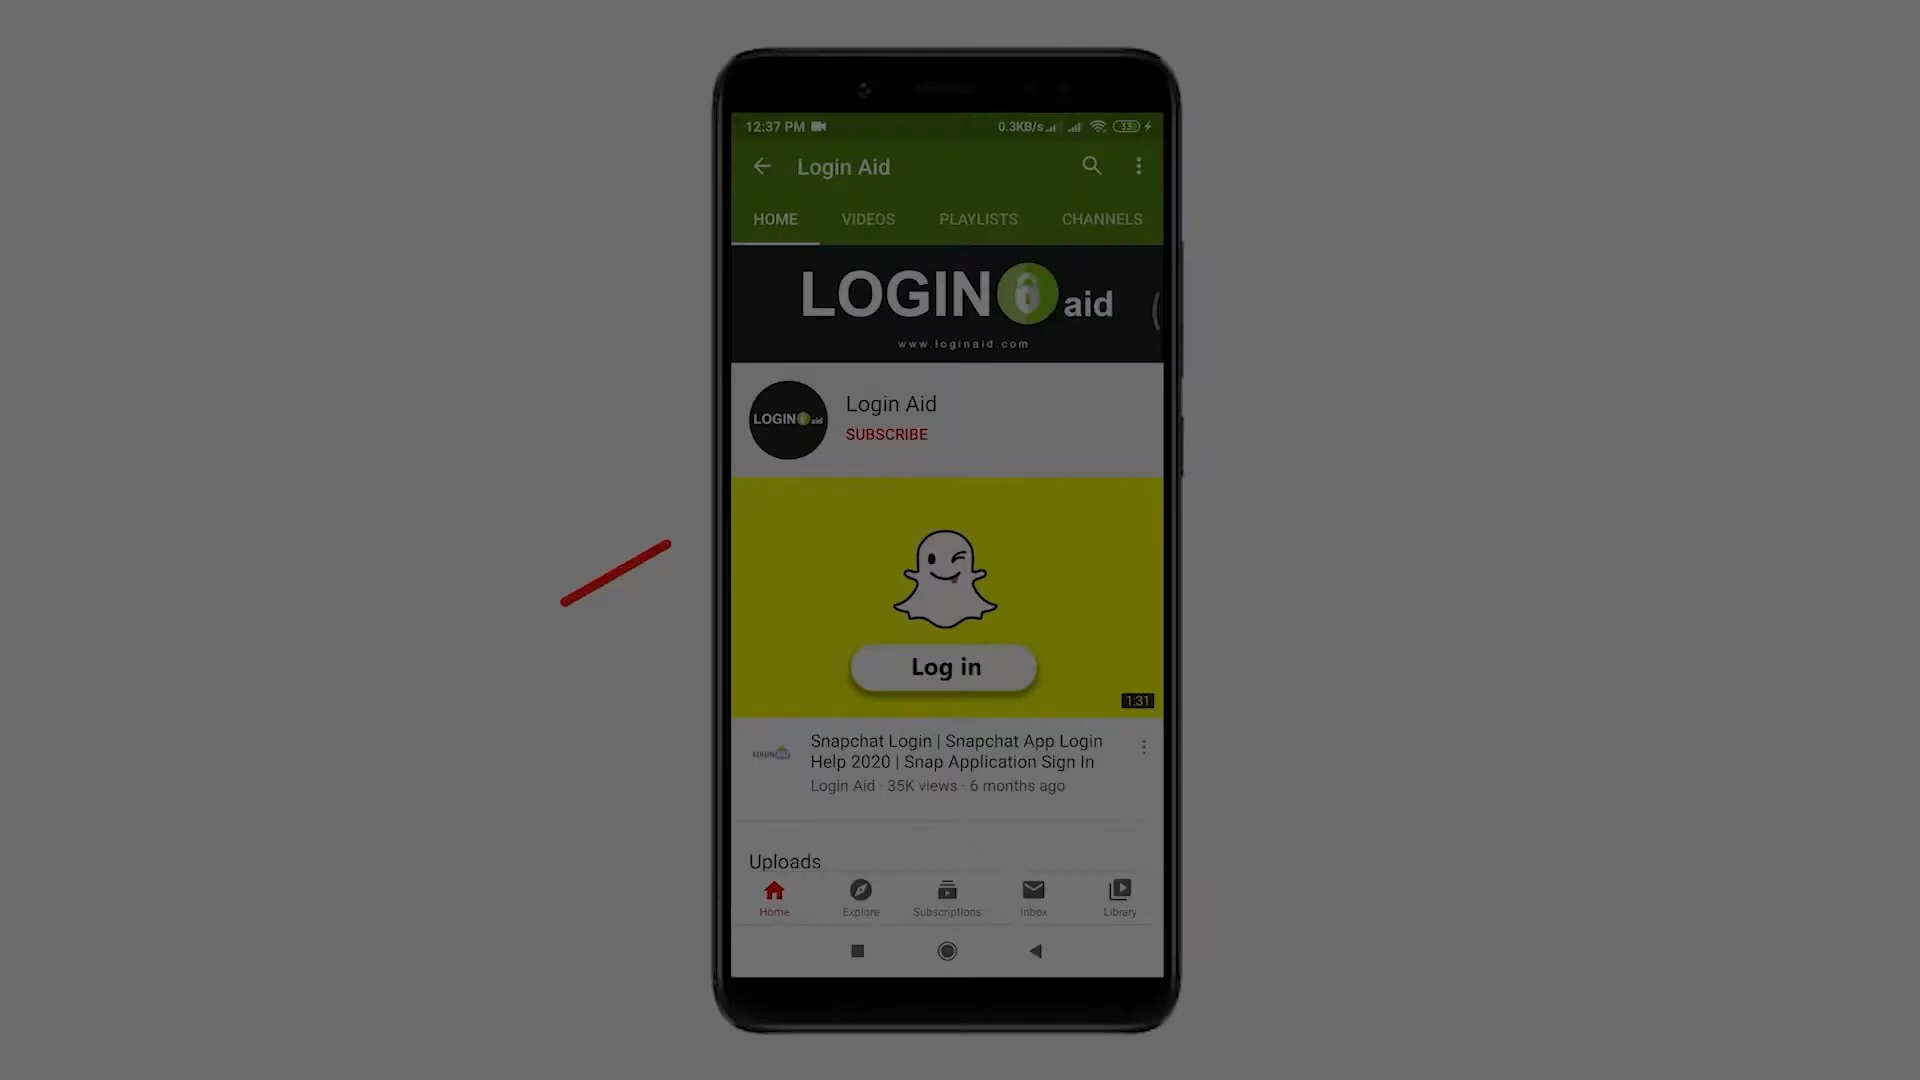 12:37 PM 0.3KB/s 33
Login Aid
HOME VIDEOS PLAYLISTS CHANNELS
LOGIN aid
www.loginaid.com
LOGIN aid
Login Aid
SUBSCRIBE
Log in
1:31
Snapchat Login | Snapchat App Login
Help 2020 | Snap Application Sign In
Login Aid · 35K views · 6 months ago
Uploads
Home Explore Subscriptions Inbox Library